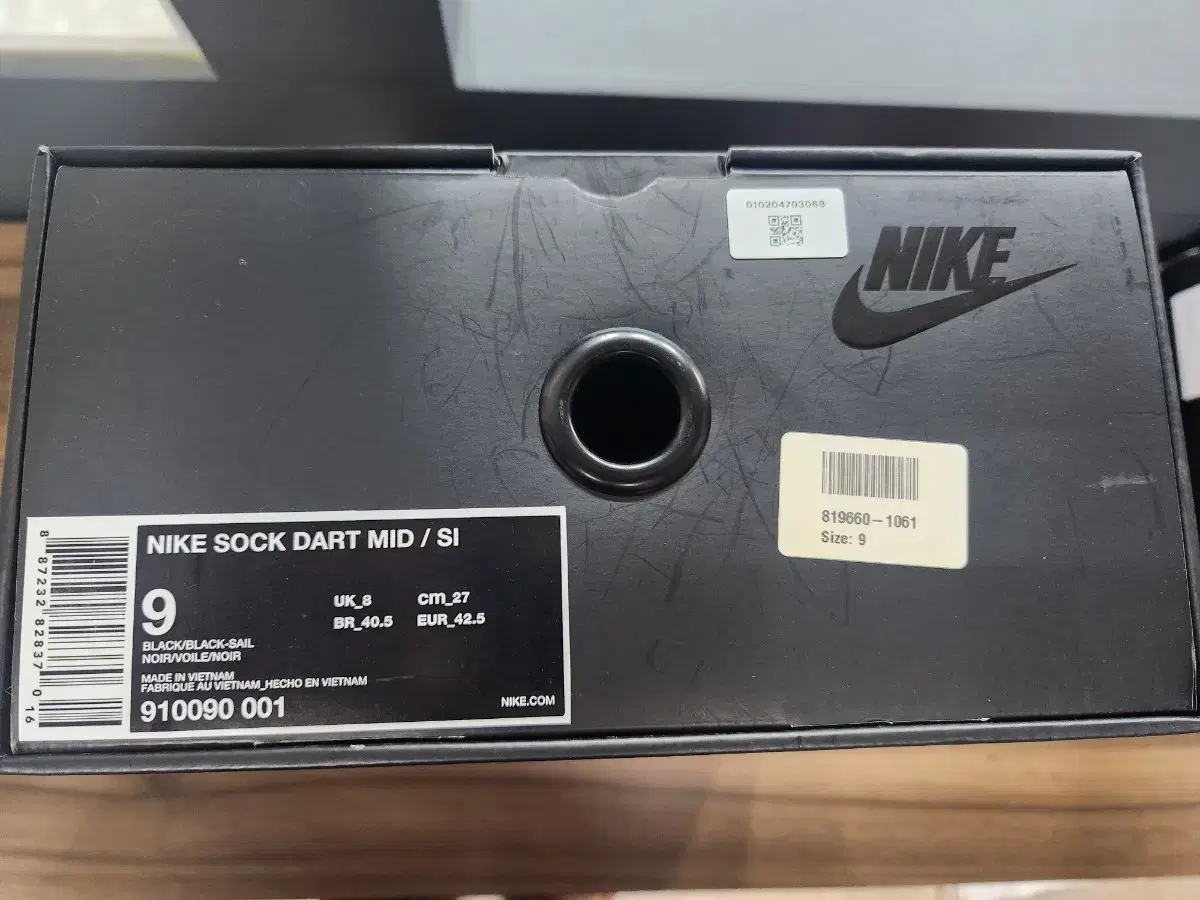 010204703068
NIKE
819660-1061
Size: 9
NIKE SOCK DART MID / SI
9
UK_8 cm_27
BR_40.5 EUR_42.5
BLACK/BLACK-SAIL
NOIR/VOILE/NOIR
MADE IN VIETNAM
FABRIQUE AU VIETNAM_HECHO EN VIETNAM
910090 001
NIKE.COM
8 87232 82837 0 16